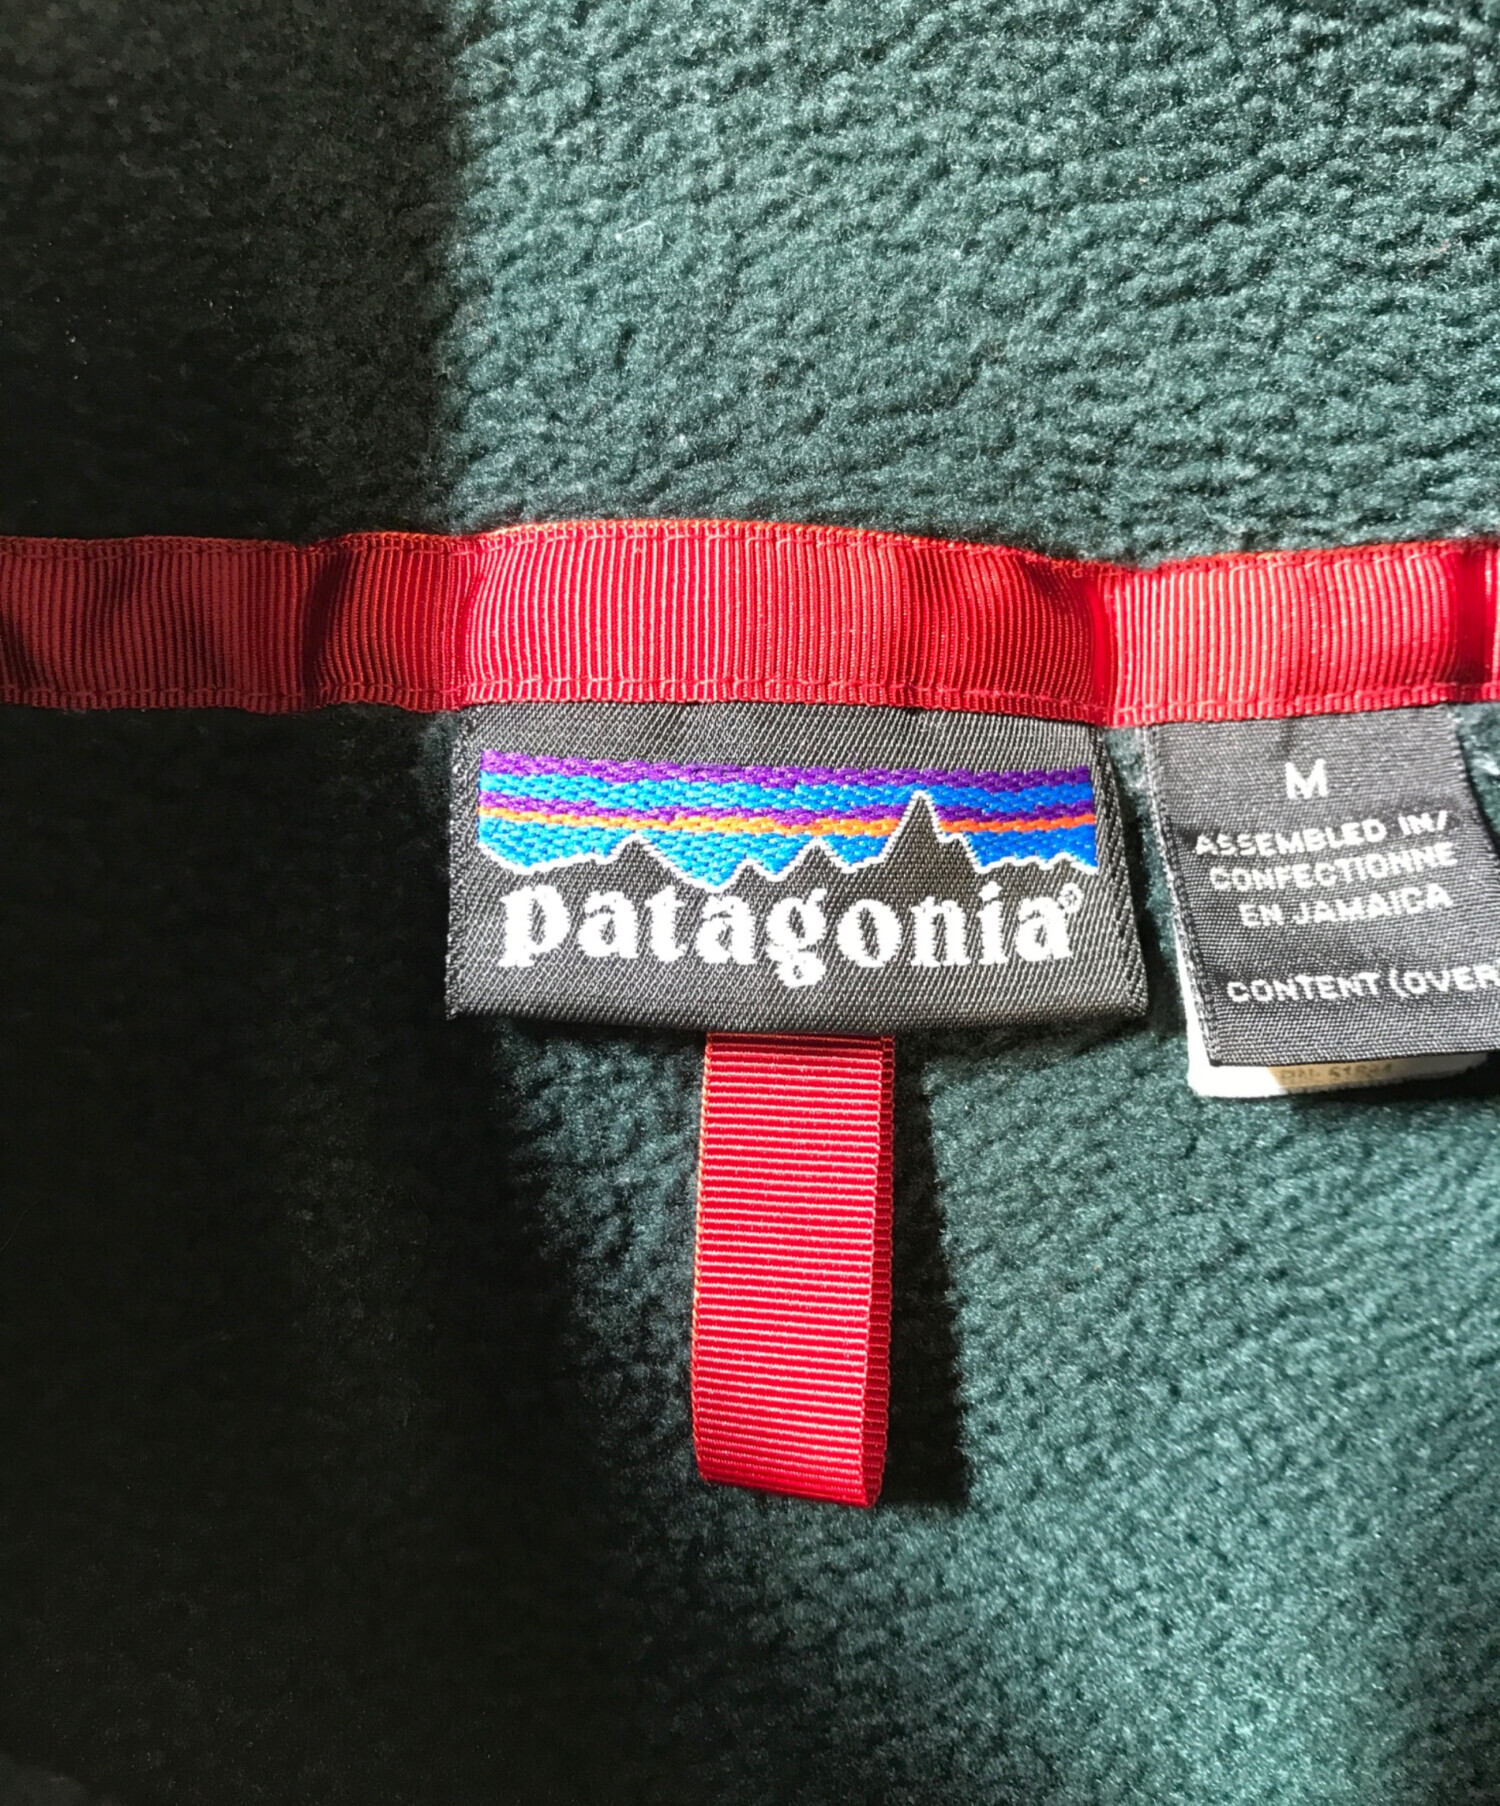 patagonia®
M
ASSEMBLED IN/
CONFECTIONNE
EN JAMAICA
CONTENT (OVER